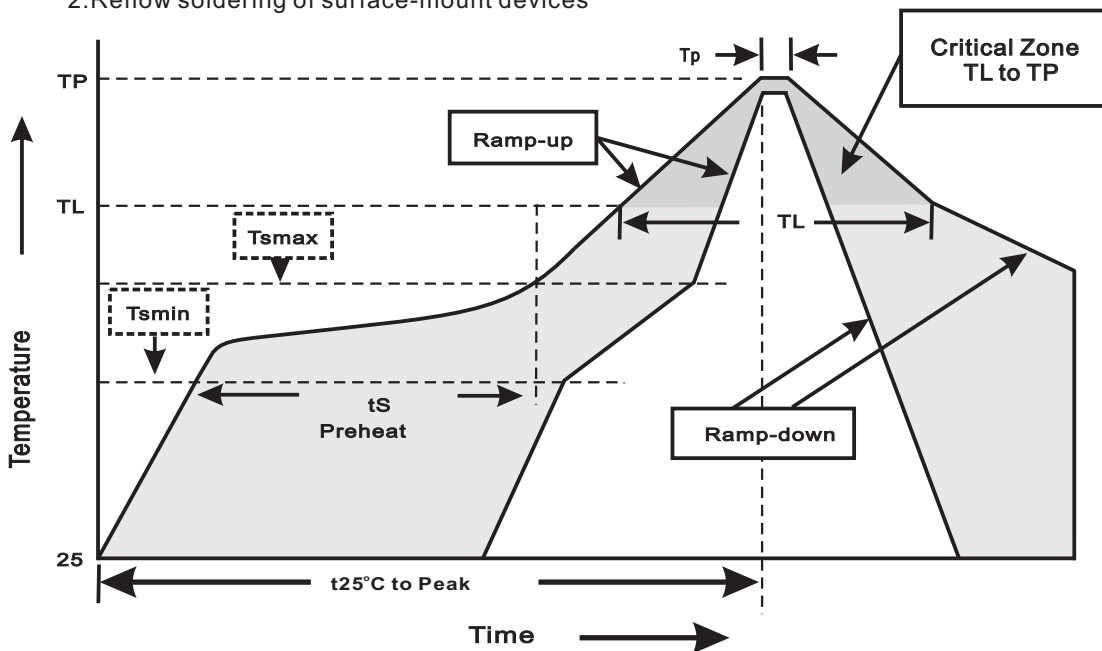 2.Reflow soldering of surface-mount devices
Tp
Critical Zone
TL to TP
TP
Ramp-up
TL
TL
Tsmax
Tsmin
tS
Preheat
Ramp-down
Temperature
25
t25°C to Peak
Time